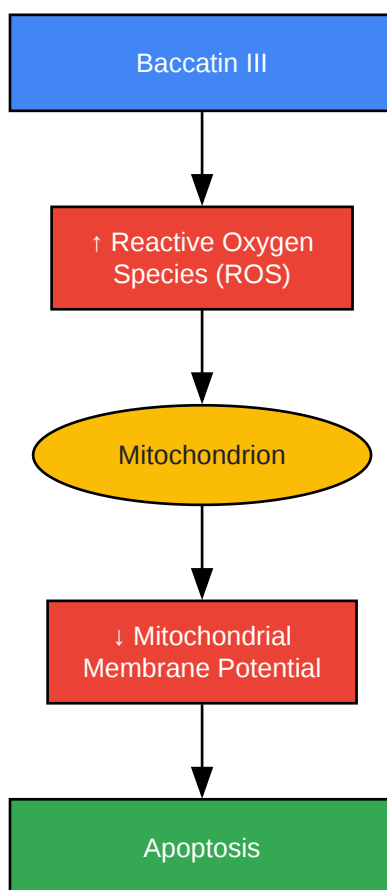 Baccatin III
↑ Reactive Oxygen
Species (ROS)
Mitochondrion
↓ Mitochondrial
Membrane Potential
Apoptosis